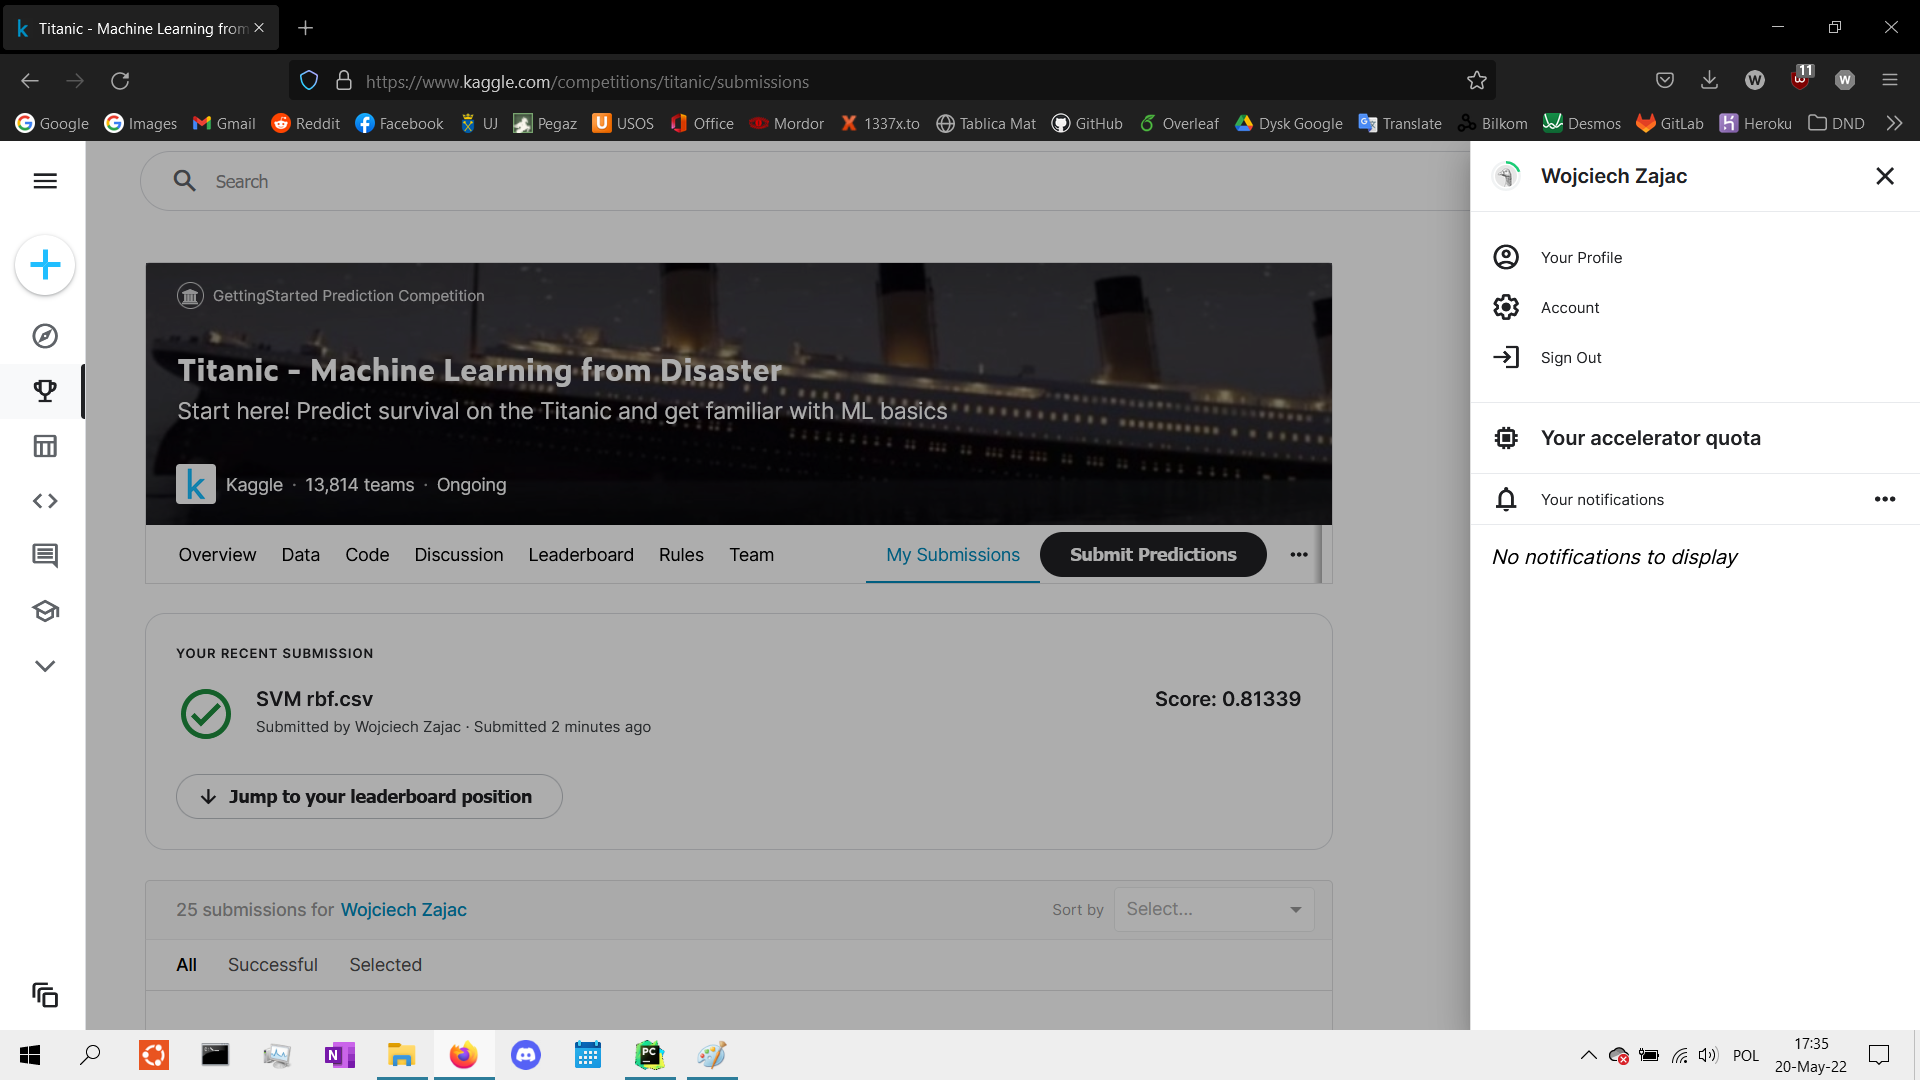 Titanic - Machine Learning from
https://www.kaggle.com/competitions/titanic/submissions
11
Google
Images
Gmail
Reddit
Facebook
UJ
Pegaz
USOS
Office
Mordor
1337x.to
Tablica Mat
GitHub
Overleaf
Dysk Google
Translate
Bilkom
Desmos
GitLab
Heroku
DND
Search
GettingStarted Prediction Competition
Titanic - Machine Learning from Disaster
Start here! Predict survival on the Titanic and get familiar with ML basics
Kaggle · 13,814 teams · Ongoing
Overview
Data
Code
Discussion
Leaderboard
Rules
Team
My Submissions
Submit Predictions
YOUR RECENT SUBMISSION
SVM rbf.csv
Score: 0.81339
Submitted by Wojciech Zajac · Submitted 2 minutes ago
Jump to your leaderboard position
25 submissions for Wojciech Zajac
Sort by
Select...
All
Successful
Selected
Wojciech Zajac
Your Profile
Account
Sign Out
Your accelerator quota
Your notifications
No notifications to display
POL
17:35
20-May-22